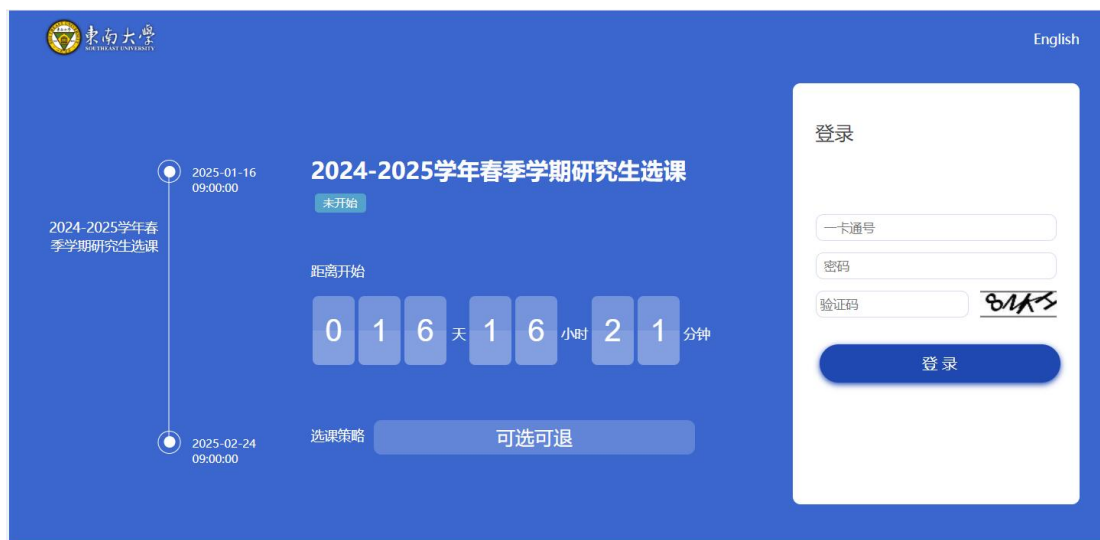 東南大學
SOUTHEAST UNIVERSITY
English
2025-01-16
09:00:00
2024-2025学年春
季学期研究生选课
2025-02-24
09:00:00
2024-2025学年春季学期研究生选课
未开始
距离开始
0 1 6 天 1 6 小时 2 1 分钟
选课策略 可选可退
登录
一卡通号
密码
验证码
登 录